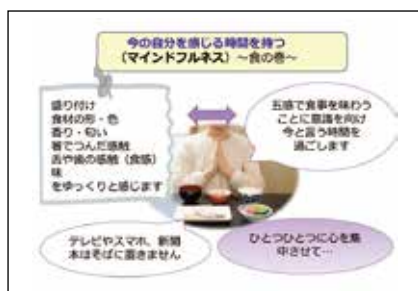 今の自分を感じる時間を持つ
（マインドフルネス）～食の巻～
盛り付け
食材の形・色
香り・匂い
箸でつんだ感触
舌や歯の感触（食感）
味
をゆっくりと感じます
五感で食事を味わう
ことに意識を向け
今と言う時間を
過ごします
テレビやスマホ、新聞
本はそばに置きません
ひとつひとつに心を集
中させて…